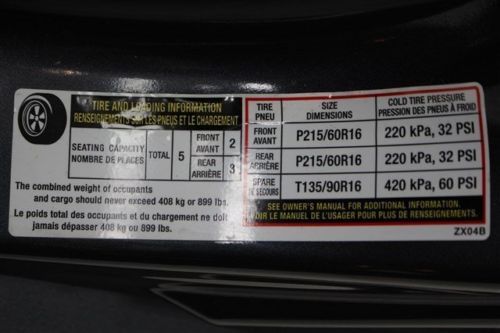 TIRE AND LOADING INFORMATION
RENSEIGNEMENTS SUR LES PNEUS ET LE CHARGEMENT
SEATING CAPACITY
NOMBRE DE PLACES
TOTAL 5
FRONT
AVANT 2
REAR
ARRIÈRE 3
The combined weight of occupants
and cargo should never exceed 408 kg or 899 lbs.
Le poids total des occupants et du chargement ne doit
jamais dépasser 408 kg ou 899 lbs.
TIRE
PNEU
SIZE
DIMENSIONS
COLD TIRE PRESSURE
PRESSION DES PNEUS À FROID
FRONT
AVANT
P215/60R16
220 kPa, 32 PSI
REAR
ARRIÈRE
P215/60R16
220 kPa, 32 PSI
SPARE
DE SECOURS
T135/90R16
420 kPa, 60 PSI
SEE OWNER'S MANUAL FOR ADDITIONAL INFORMATION.
VOIR LE MANUEL DE L'USAGER POUR PLUS DE RENSEIGNEMENTS.
ZX04B